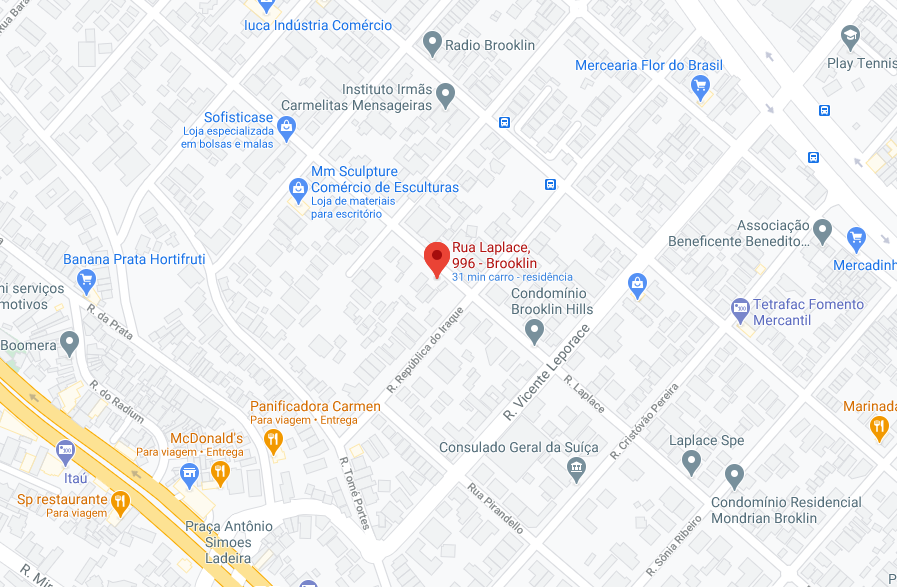 Rua Bara
Iuca Indústria Comércio
Radio Brooklin
Play Tennis
Mercearia Flor do Brasil
Instituto Irmãs
Carmelitas Mensageiras
Sofisticase
Loja especializada
em bolsas e malas
Mm Sculpture
Comércio de Esculturas
Loja de materiais
para escritório
Associação
Beneficente Benedito...
Rua Laplace,
996 - Brooklin
31 min carro - residência
Banana Prata Hortifruti
Mercadinh
ni serviços
motivos
Condomínio
Brooklin Hills
Tetrafac Fomento
Mercantil
R. da Prata
Boomera
R. República do Iraque
R. Vicente Leporace
R. do Radium
R. Laplace
R. Cristóvão Pereira
Panificadora Carmen
Para viagem • Entrega
Marinada
McDonald's
Para viagem • Entrega
Consulado Geral da Suíça
Laplace Spe
Itaú
R. Tomé Portes
Sp restaurante
Para viagem
Rua Pirandello
Condomínio Residencial
Mondrian Broklin
Praça Antônio
Simoes
Ladeira
R. Sônia Ribeiro
R. Mir
P